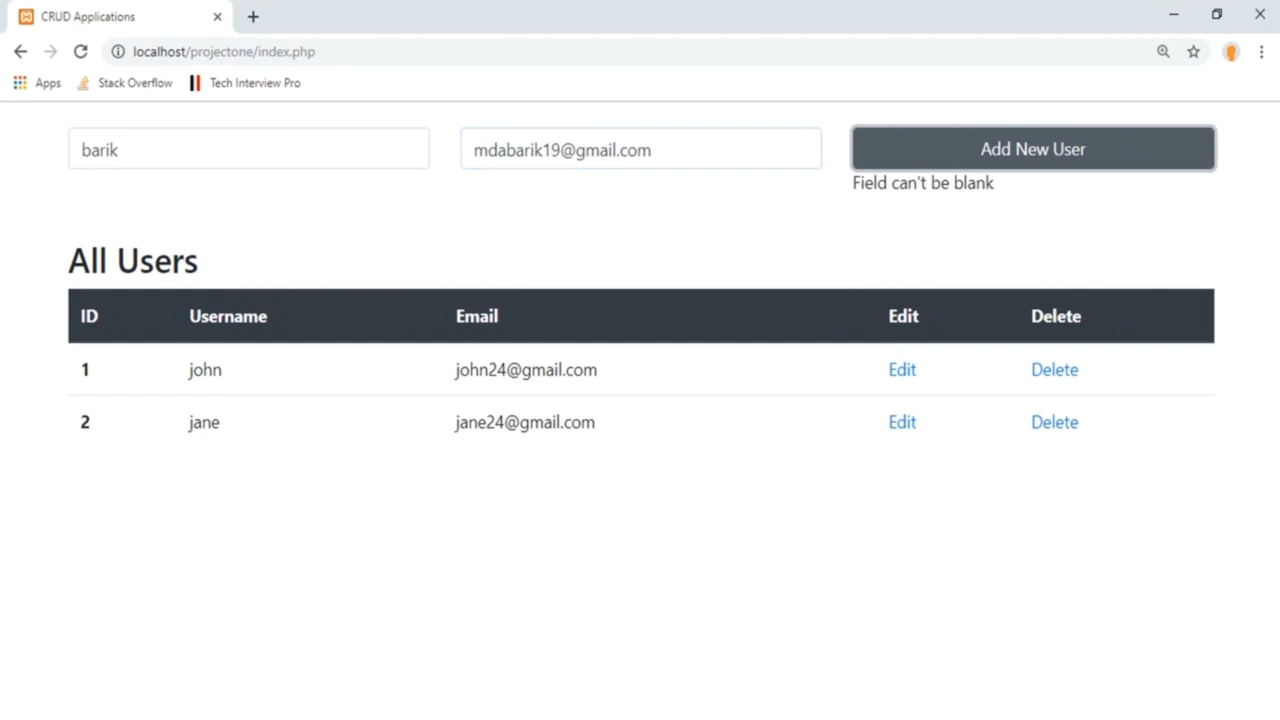 CRUD Applications
localhost/projectone/index.php
Apps Stack Overflow Tech Interview Pro
barik mdabarik19@gmail.com Add New User
Field can't be blank
All Users
ID Username Email Edit Delete
1 john john24@gmail.com Edit Delete
2 jane jane24@gmail.com Edit Delete